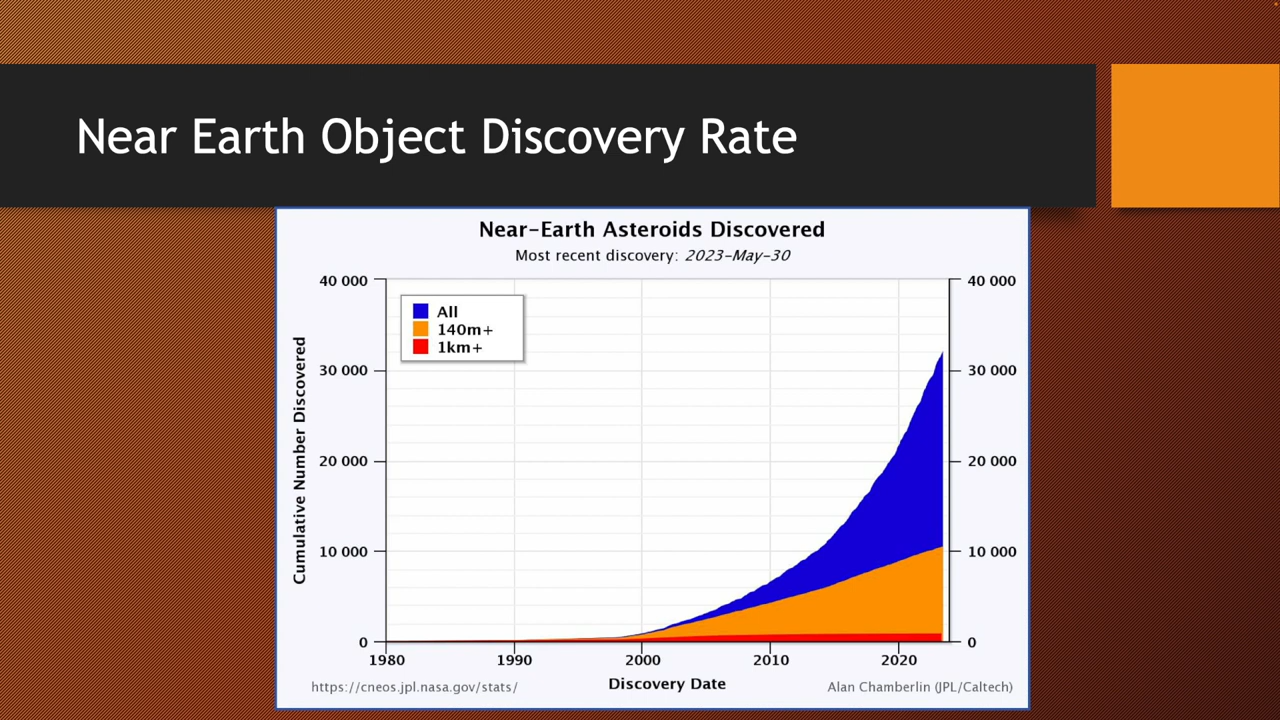 Near Earth Object Discovery Rate
Near-Earth Asteroids Discovered
Most recent discovery: 2023-May-30
40 000
40 000
All
140m+
1km+
30 000
30 000
Cumulative Number Discovered
20 000
20 000
10 000
10 000
0
0
1980 1990 2000 2010 2020
Discovery Date
https://cneos.jpl.nasa.gov/stats/
Alan Chamberlin (JPL/Caltech)